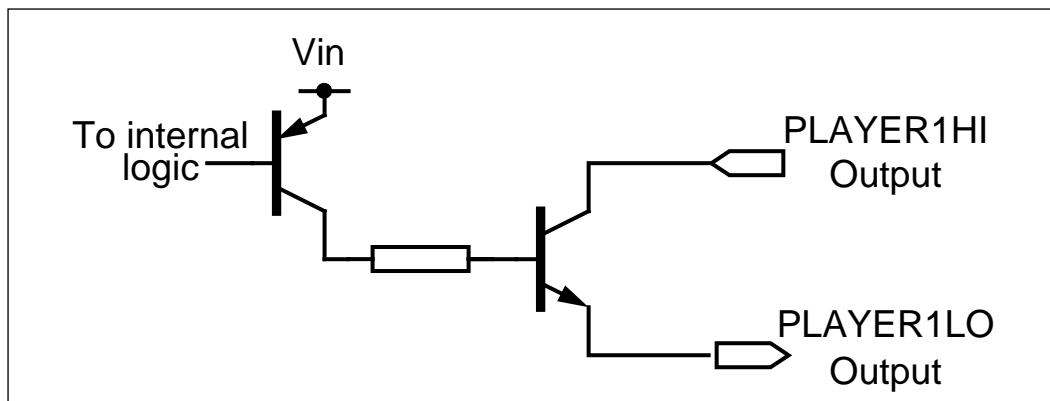 Vin
To internal
logic
PLAYER1HI
Output
PLAYER1LO
Output